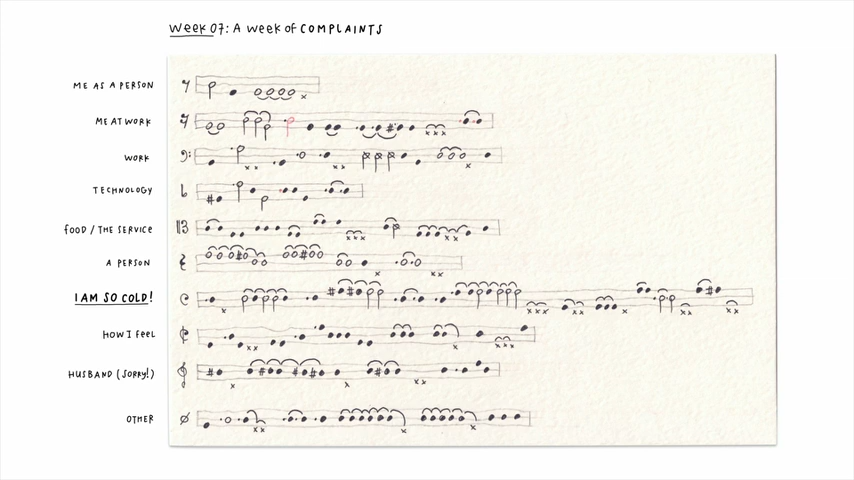 Week 07: A week of COMPLAINTS
ME AS A PERSON
ME AT WORK
WORK
TECHNOLOGY
FOOD / THE SERVICE
A PERSON
I AM SO COLD!
HOW I FEEL
HUSBAND (SORRY!)
OTHER